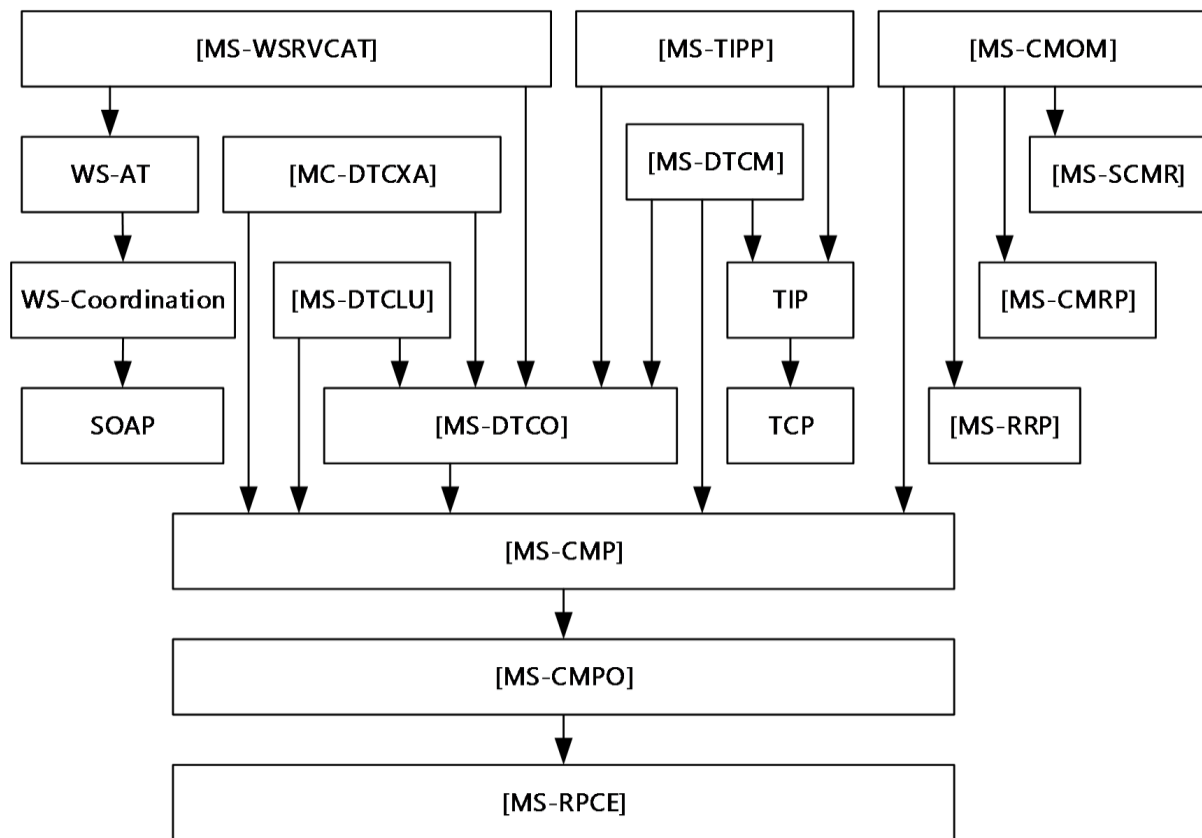 [MS-WSRVCAT]
[MS-TIPP]
[MS-CMOM]
WS-AT
[MC-DTCXA]
[MS-DTCM]
[MS-SCMR]
WS-Coordination
[MS-DTCLU]
TIP
[MS-CMRP]
SOAP
[MS-DTCO]
TCP
[MS-RRP]
[MS-CMP]
[MS-CMPO]
[MS-RPCE]